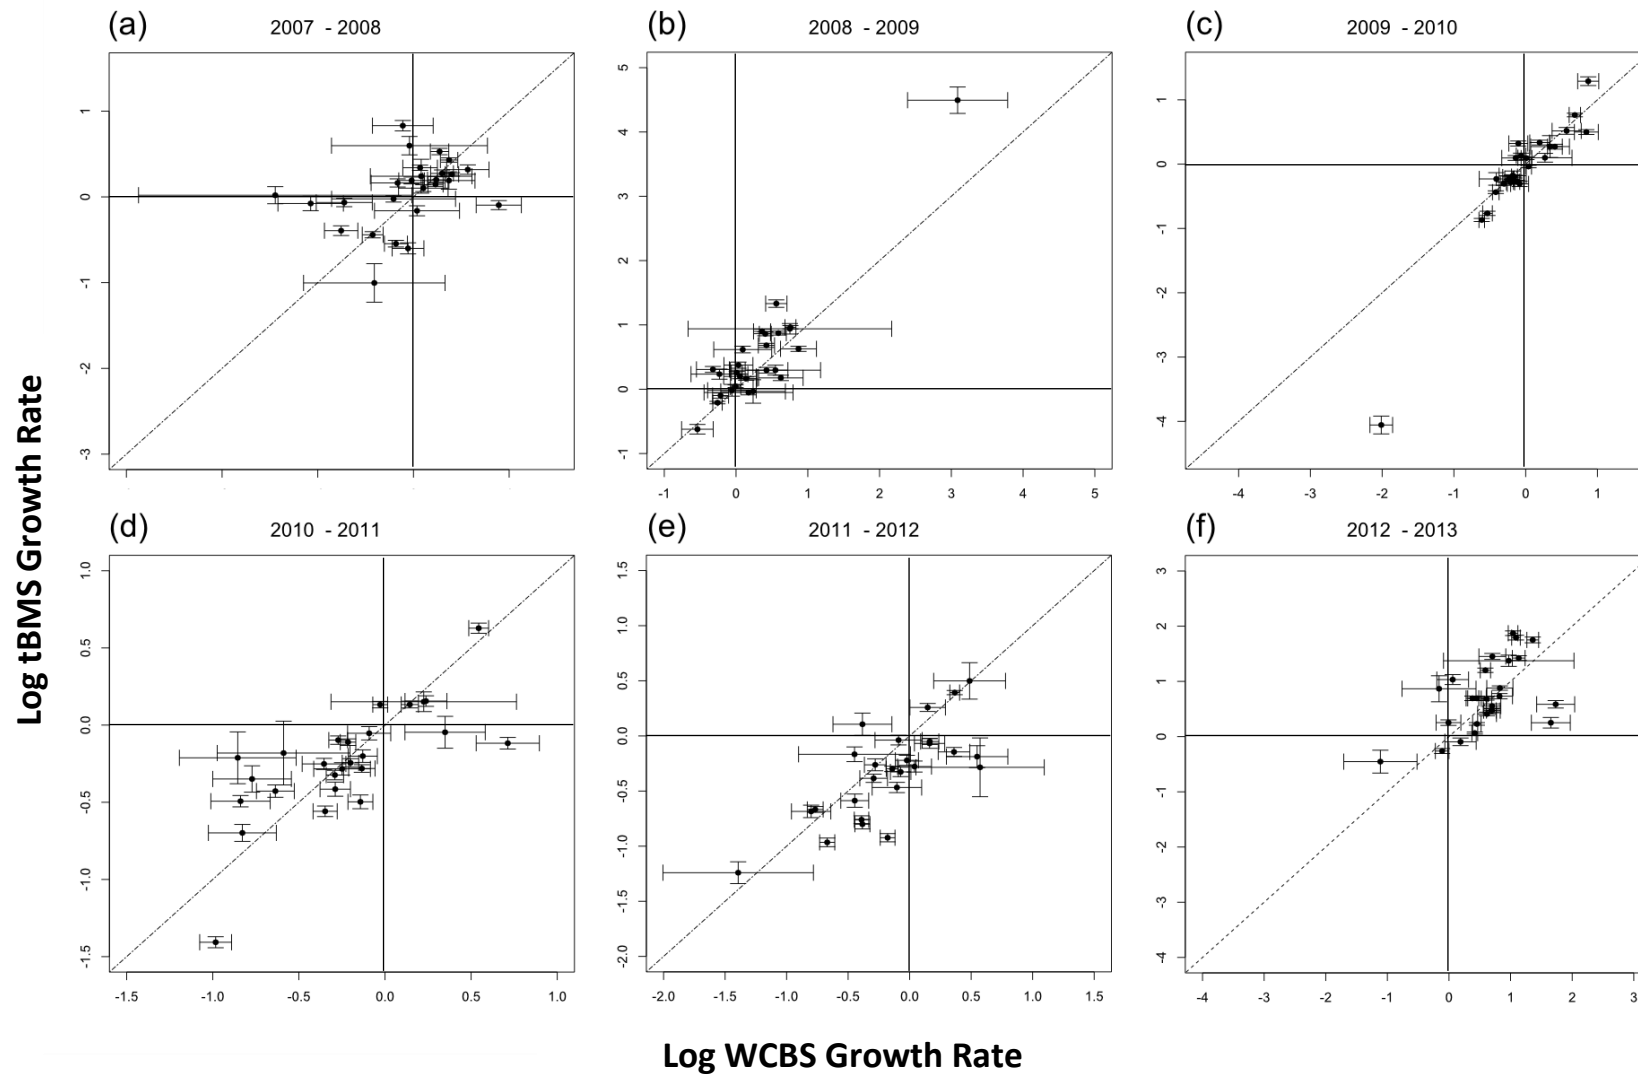 (a)
2007 - 2008
(b)
2008 - 2009
(c)
2009 - 2010
1
0
-1
-2
-3
5
4
3
2
1
0
-1
-1 0 1 2 3 4 5
1
0
-1
-2
-3
-4
-4 -3 -2 -1 0 1
(d)
2010 - 2011
(e)
2011 - 2012
(f)
2012 - 2013
1.0
0.5
0.0
-0.5
-1.0
-1.5
-1.5 -1.0 -0.5 0.0 0.5 1.0
1.5
1.0
0.5
0.0
-0.5
-1.0
-1.5
-2.0
-2.0 -1.5 -1.0 -0.5 0.0 0.5 1.0 1.5
3
2
1
0
-1
-2
-3
-4
-4 -3 -2 -1 0 1 2 3
Log tBMS Growth Rate
Log WCBS Growth Rate